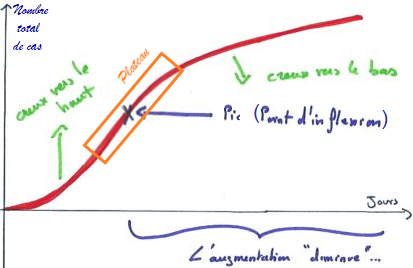 Nombre
total
de cas
Plateau
creux vers le
haut
creux vers le bas
Pic (Point d'inflexion)
Jours
L'augmentation "diminue"...